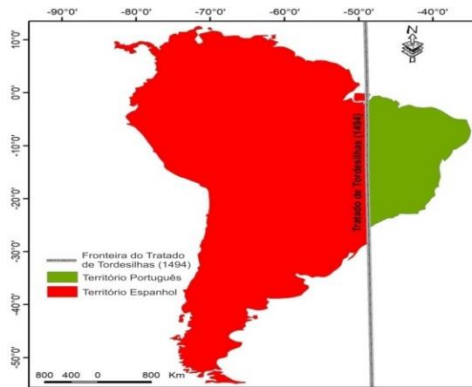 -90°0' -80°0' -70°0' -60°0' -50°0' -40°0'
10°0'
0°0'
-10°0'
-20°0'
-30°0'
-40°0'
-50°0'
N
Tratado de Tordesilhas (1494)
Fronteira do Tratado
de Tordesilhas (1494)
Território Português
Território Espanhol
800 400 0 800 Km